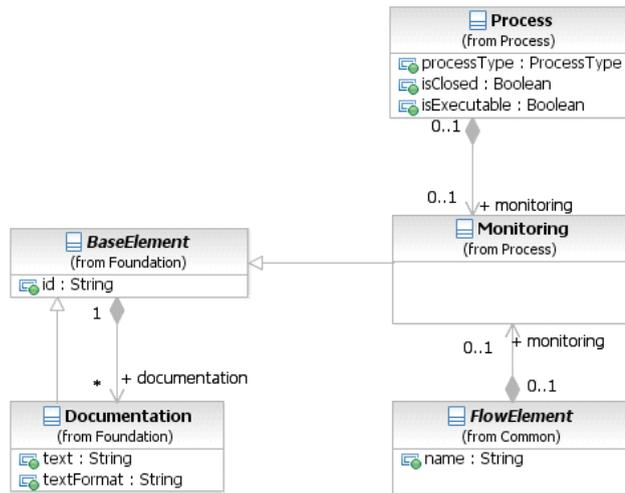 Process
(from Process)
processType : ProcessType
isClosed : Boolean
isExecutable : Boolean
0..1
0..1
+ monitoring
Monitoring
(from Process)
BaseElement
(from Foundation)
id : String
1
*
+ documentation
0..1
+ monitoring
0..1
Documentation
(from Foundation)
text : String
textFormat : String
FlowElement
(from Common)
name : String